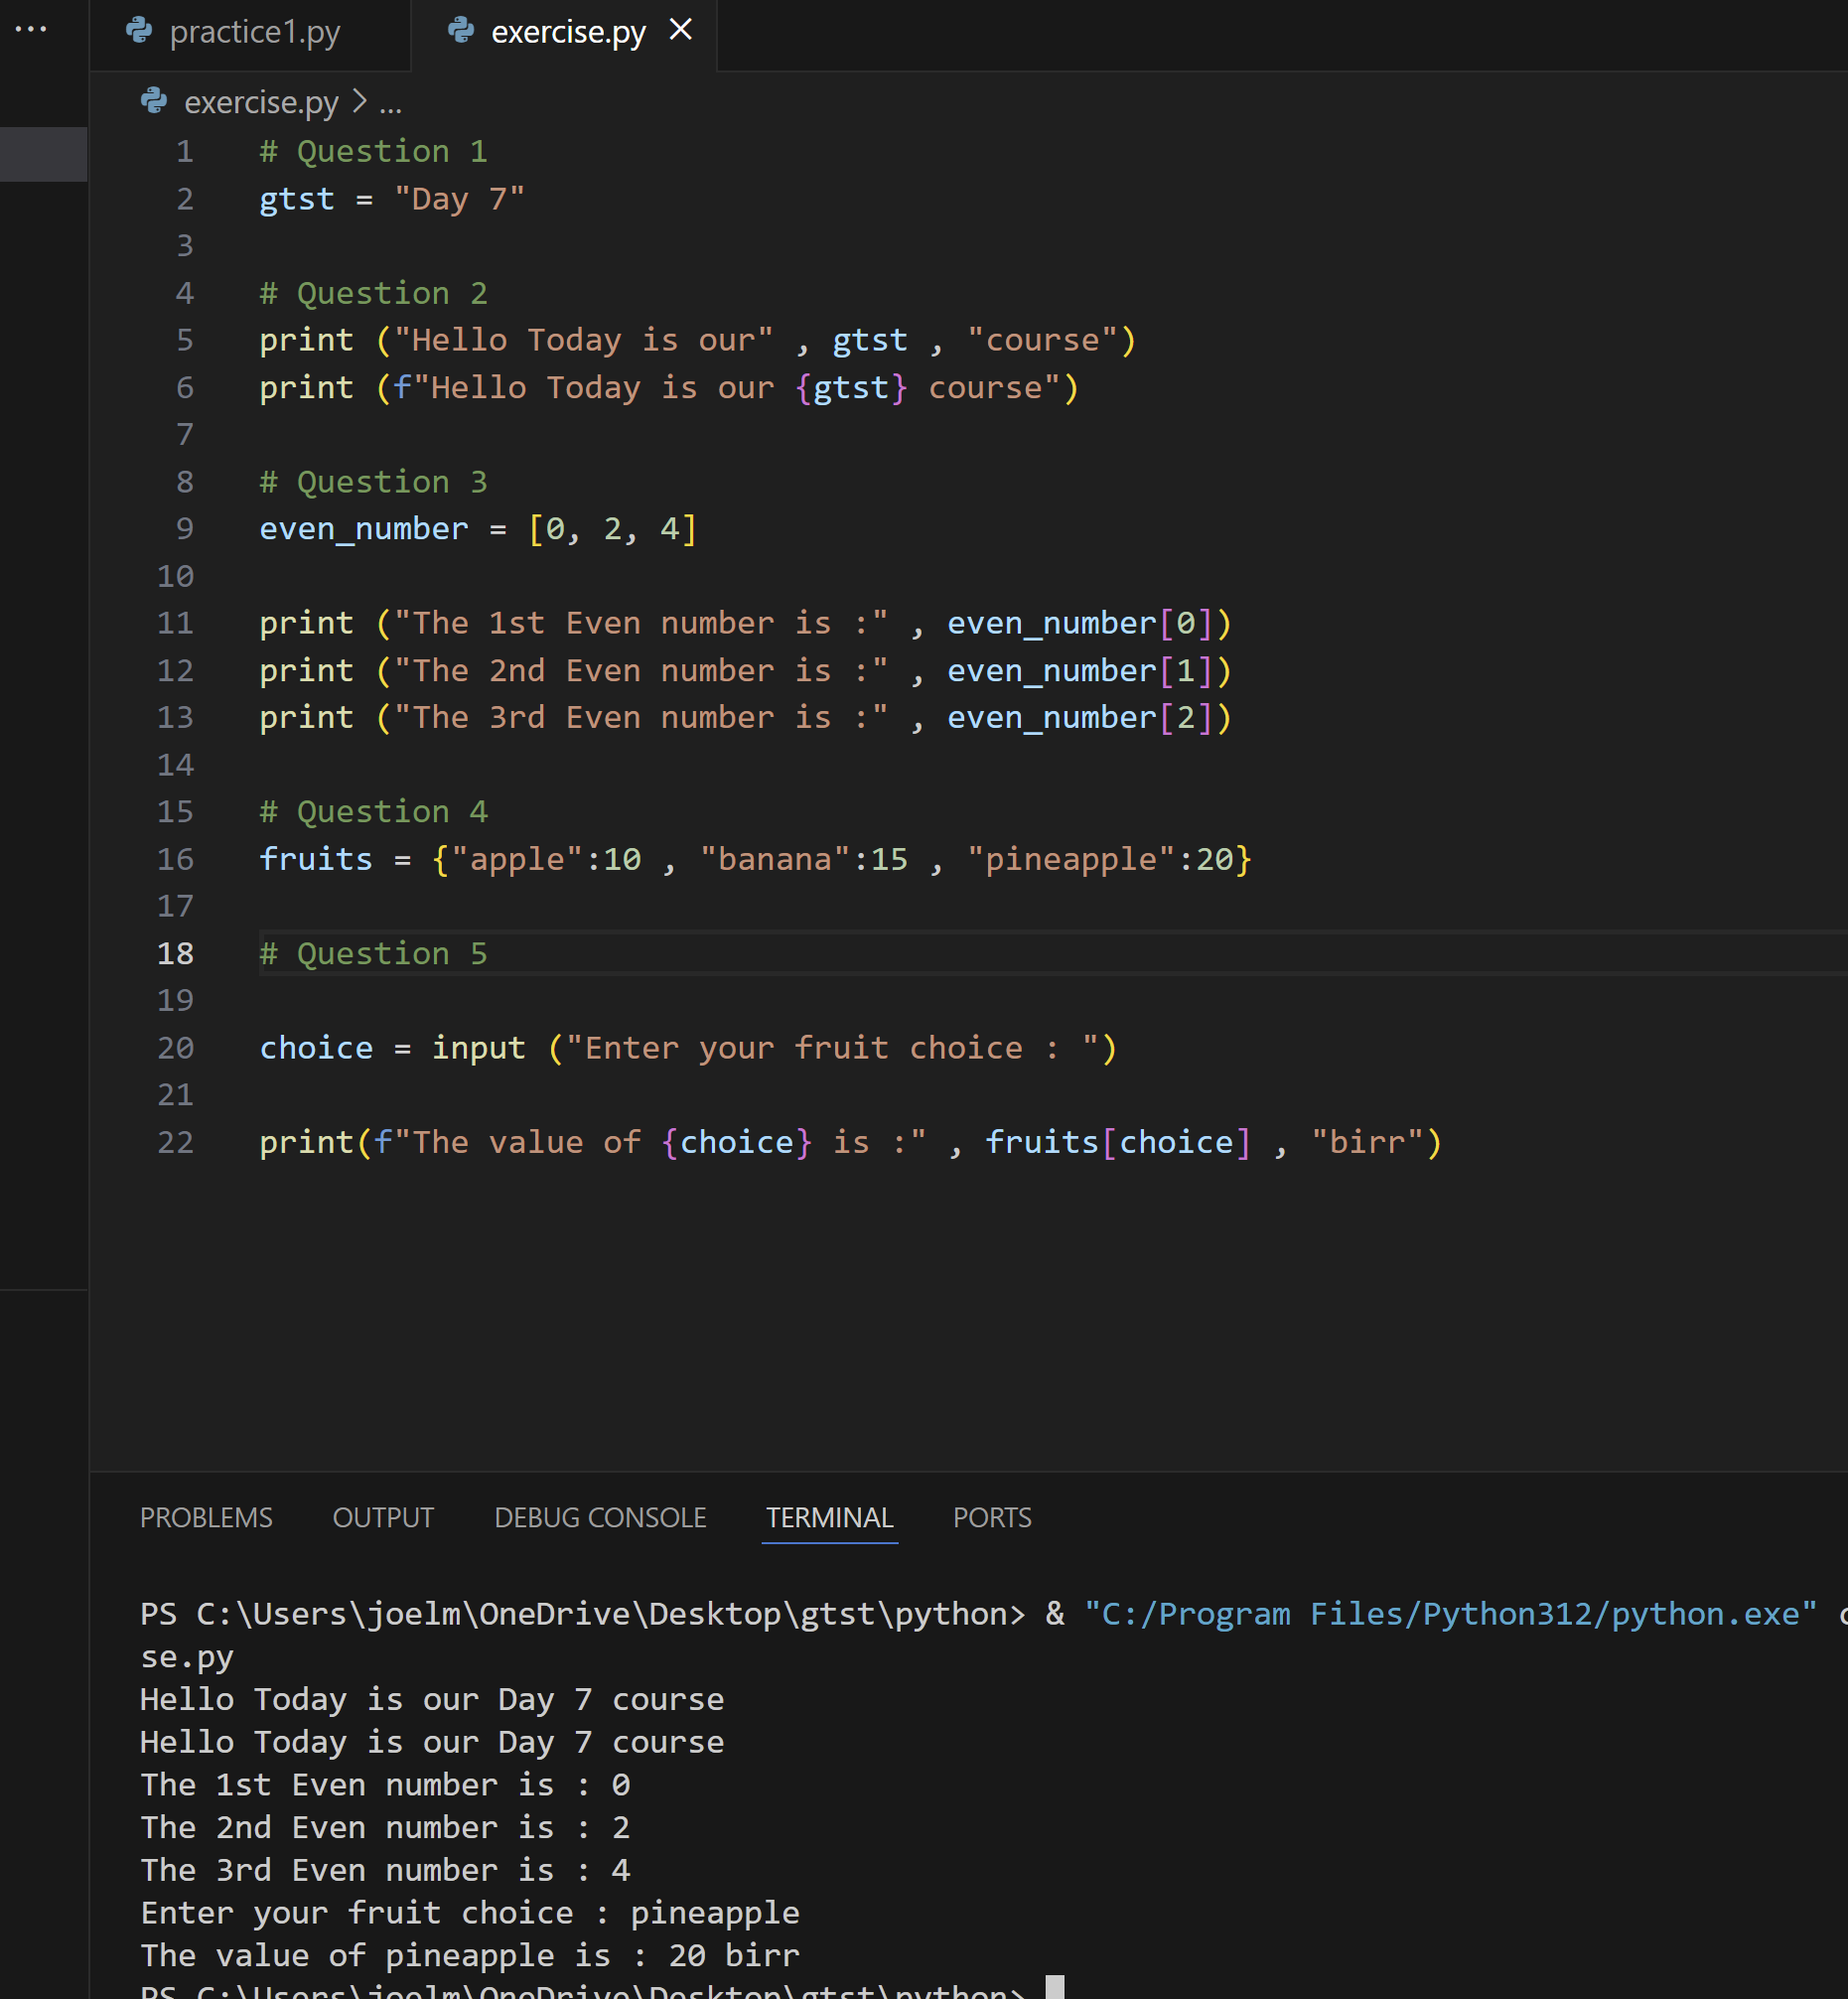 ...
practice1.py
exercise.py
exercise.py > ...
1 # Question 1
2 gtst = "Day 7"
3
4 # Question 2
5 print ("Hello Today is our" , gtst , "course")
6 print (f"Hello Today is our {gtst} course")
7
8 # Question 3
9 even_number = [0, 2, 4]
10
11 print ("The 1st Even number is :" , even_number[0])
12 print ("The 2nd Even number is :" , even_number[1])
13 print ("The 3rd Even number is :" , even_number[2])
14
15 # Question 4
16 fruits = {"apple":10 , "banana":15 , "pineapple":20}
17
18 # Question 5
19
20 choice = input ("Enter your fruit choice : ")
21
22 print(f"The value of {choice} is :" , fruits[choice] , "birr")
PROBLEMS OUTPUT DEBUG CONSOLE TERMINAL PORTS
PS C:\Users\joelm\OneDrive\Desktop\gtst\python> & "C:/Program Files/Python312/python.exe"
se.py
Hello Today is our Day 7 course
Hello Today is our Day 7 course
The 1st Even number is : 0
The 2nd Even number is : 2
The 3rd Even number is : 4
Enter your fruit choice : pineapple
The value of pineapple is : 20 birr
PS C:\Users\joelm\OneDrive\Desktop\gtst\python>